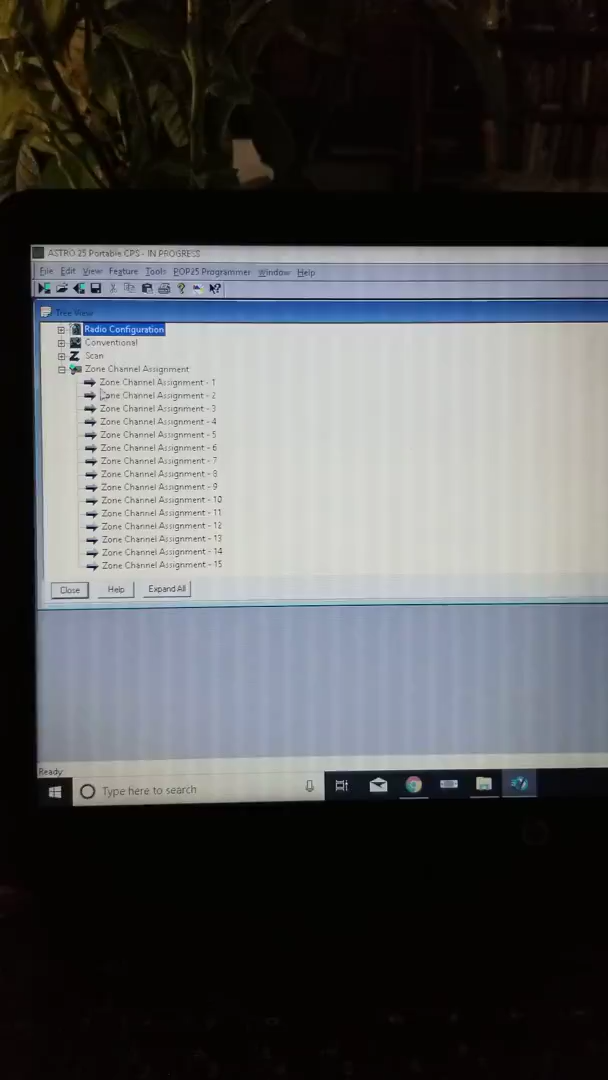 ASTRO 25 Portable CPS - IN PROGRESS
File Edit View Feature Tools POP25 Programmer Window Help
Tree View
Radio Configuration
Conventional
Z Scan
Zone Channel Assignment
Zone Channel Assignment - 1
Zone Channel Assignment - 2
Zone Channel Assignment - 3
Zone Channel Assignment - 4
Zone Channel Assignment - 5
Zone Channel Assignment - 6
Zone Channel Assignment - 7
Zone Channel Assignment - 8
Zone Channel Assignment - 9
Zone Channel Assignment - 10
Zone Channel Assignment - 11
Zone Channel Assignment - 12
Zone Channel Assignment - 13
Zone Channel Assignment - 14
Zone Channel Assignment - 15
Close Help Expand All
Ready
Type here to search